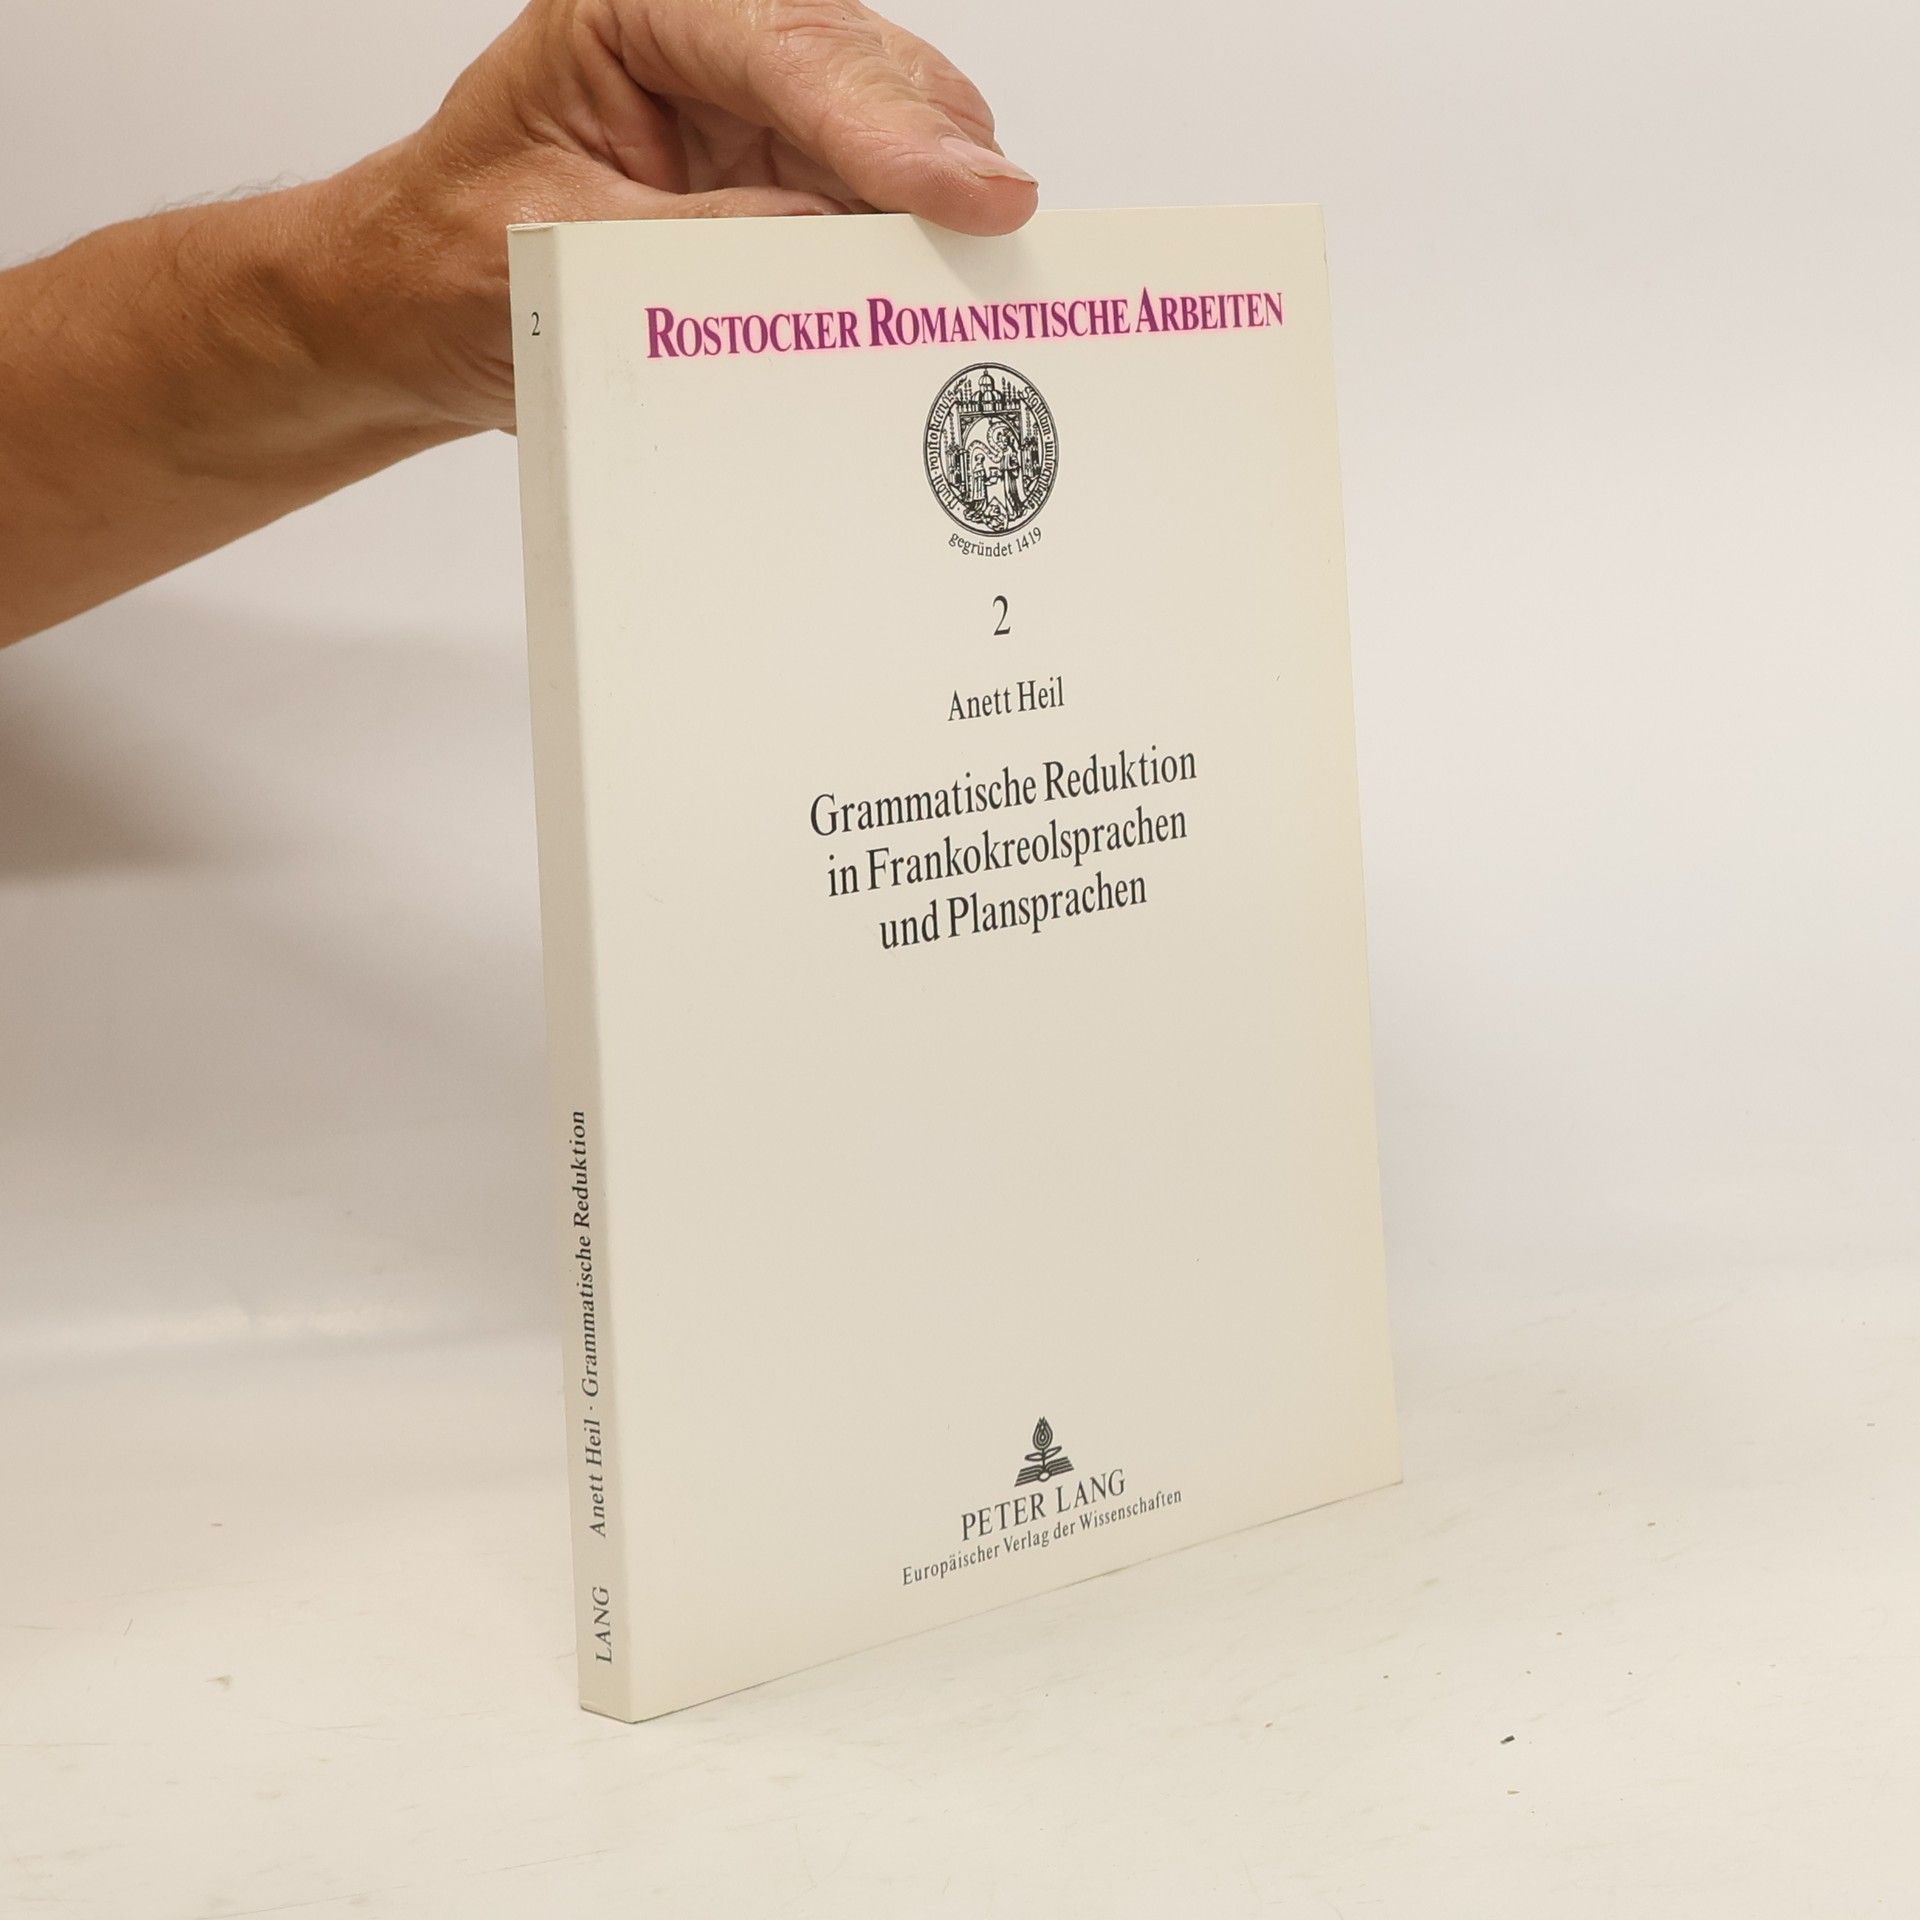 2
ROSTOCKER ROMANISTISCHE ARBEITEN
gegründet 1419
2
Anett Heil
Grammatische Reduktion
in Frankokreolsprachen
und Plansprachen
PETER LANG
Europäischer Verlag der Wissenschaften
LANG Anett Heil · Grammatische Reduktion